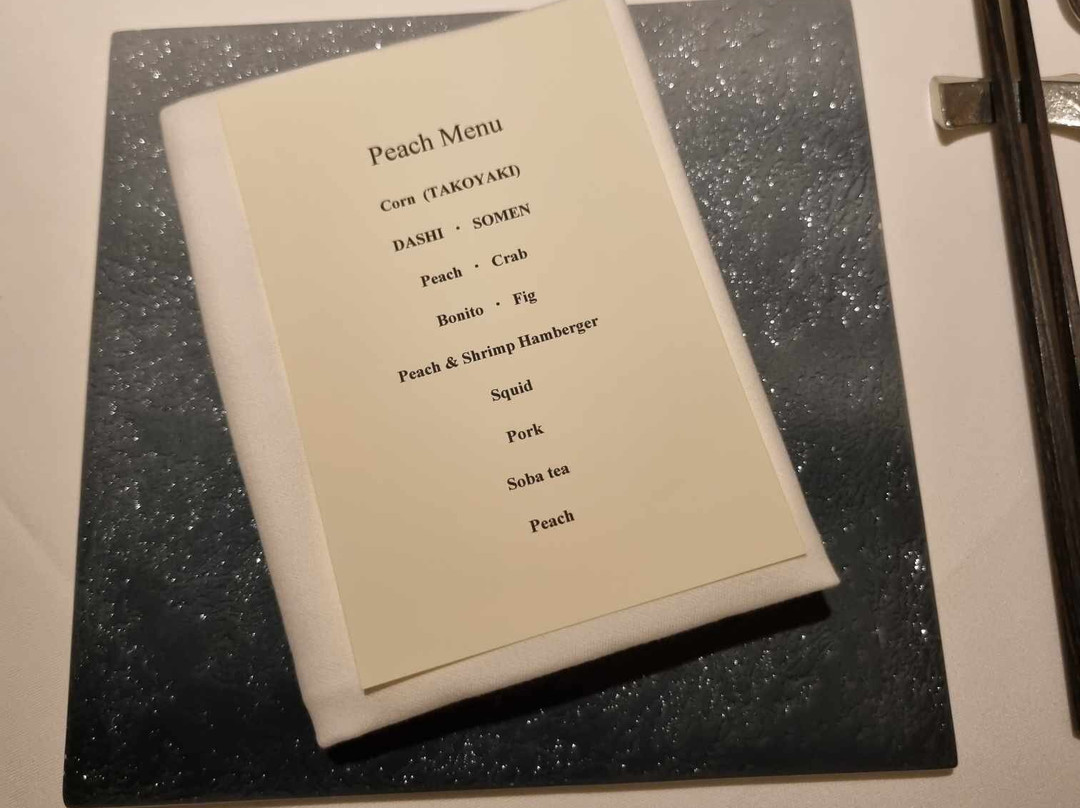 Peach Menu
Corn (TAKOYAKI)
DASHI ・ SOMEN
Peach ・ Crab
Bonito ・ Fig
Peach & Shrimp Hamberger
Squid
Pork
Soba tea
Peach